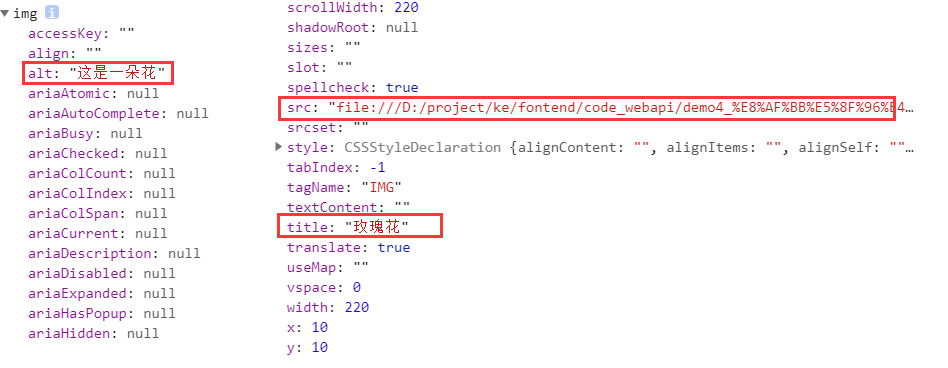 img i
accessKey: ""
align: ""
alt: "这是一朵花"
ariaAtomic: null
ariaAutoComplete: null
ariaBusy: null
ariaChecked: null
ariaColCount: null
ariaColIndex: null
ariaColSpan: null
ariaCurrent: null
ariaDescription: null
ariaDisabled: null
ariaExpanded: null
ariaHasPopup: null
ariaHidden: null
scrollWidth: 220
shadowRoot: null
sizes: ""
slot: ""
spellcheck: true
src: "file:///D:/project/ke/fontend/code_webapi/demo4_%E8%AF%BB%E5%8F%96%E4…
srcset: ""
style: CSSStyleDeclaration {alignContent: "", alignItems: "", alignSelf: ""…
tabIndex: -1
tagName: "IMG"
textContent: ""
title: "玫瑰花"
translate: true
useMap: ""
vspace: 0
width: 220
x: 10
y: 10